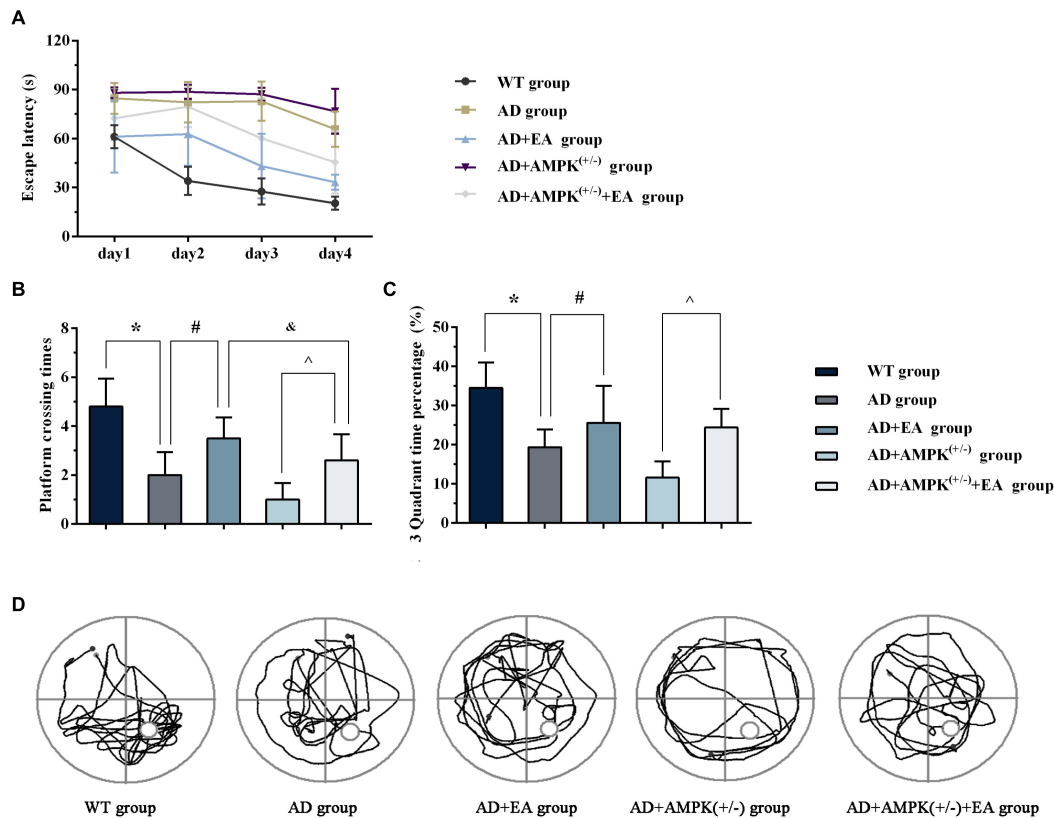 A
Escape latency (s)
120
90
60
30
0
day1 day2 day3 day4
WT group
AD group
AD+EA group
AD+AMPK(+/-) group
AD+AMPK(+/-)+EA group
B
Platform crossing times
8
6
4
2
0
* # & ^
C
3 Quadrant time percentage (%)
50
40
30
20
10
0
* # ^
WT group
AD group
AD+EA group
AD+AMPK(+/-) group
AD+AMPK(+/-)+EA group
D
WT group
AD group
AD+EA group
AD+AMPK(+/-) group
AD+AMPK(+/-)+EA group